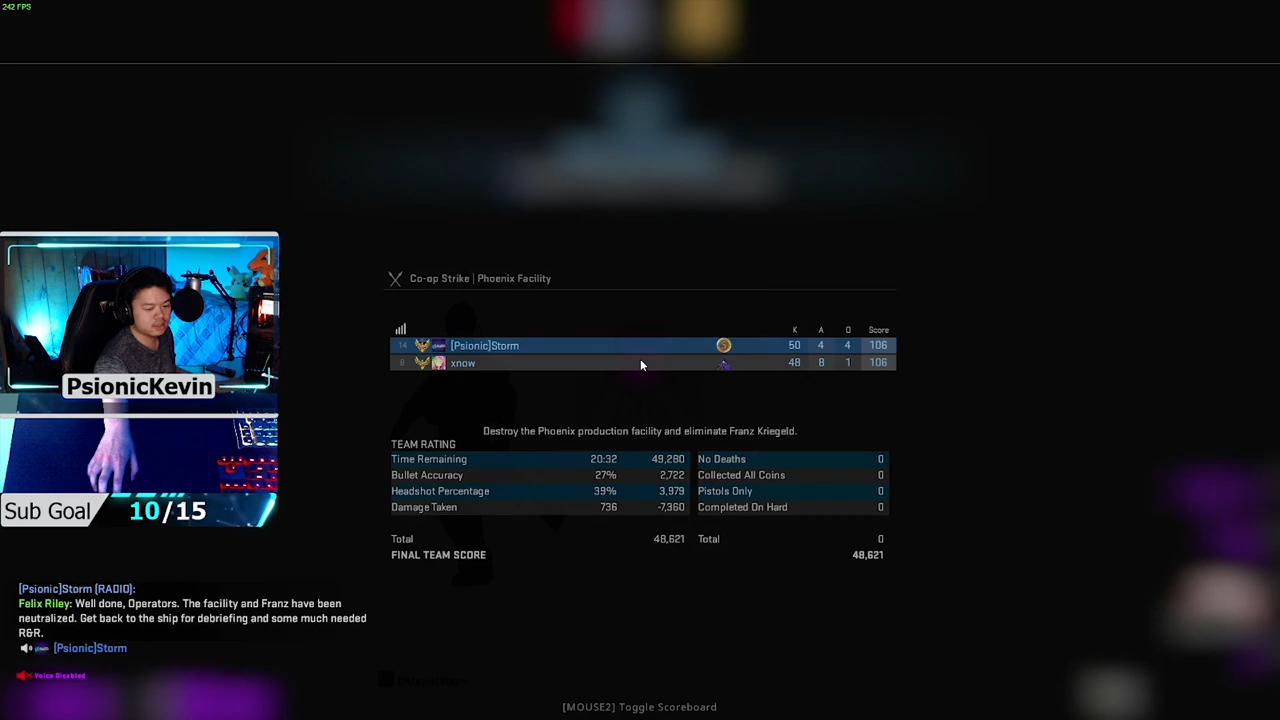 242 FPS
Co-op Strike | Phoenix Facility
K A D Score
14 [Psionic]Storm 50 4 4 106
8 xnow 48 8 1 106
Destroy the Phoenix production facility and eliminate Franz Kriegeld.
TEAM RATING
Time Remaining 20:32 49,280 No Deaths 0
Bullet Accuracy 27% 2,722 Collected All Coins 0
Headshot Percentage 39% 3,979 Pistols Only 0
Damage Taken 736 -7,360 Completed On Hard 0
Total 48,621 Total 0
FINAL TEAM SCORE 48,621
PsionicKevin
Sub Goal 10/15
[Psionic]Storm (RADIO):
Felix Riley: Well done, Operators. The facility and Franz have been
neutralized. Get back to the ship for debriefing and some much needed
R&R.
[Psionic]Storm
Voice Disabled
[MOUSE2] Toggle Scoreboard